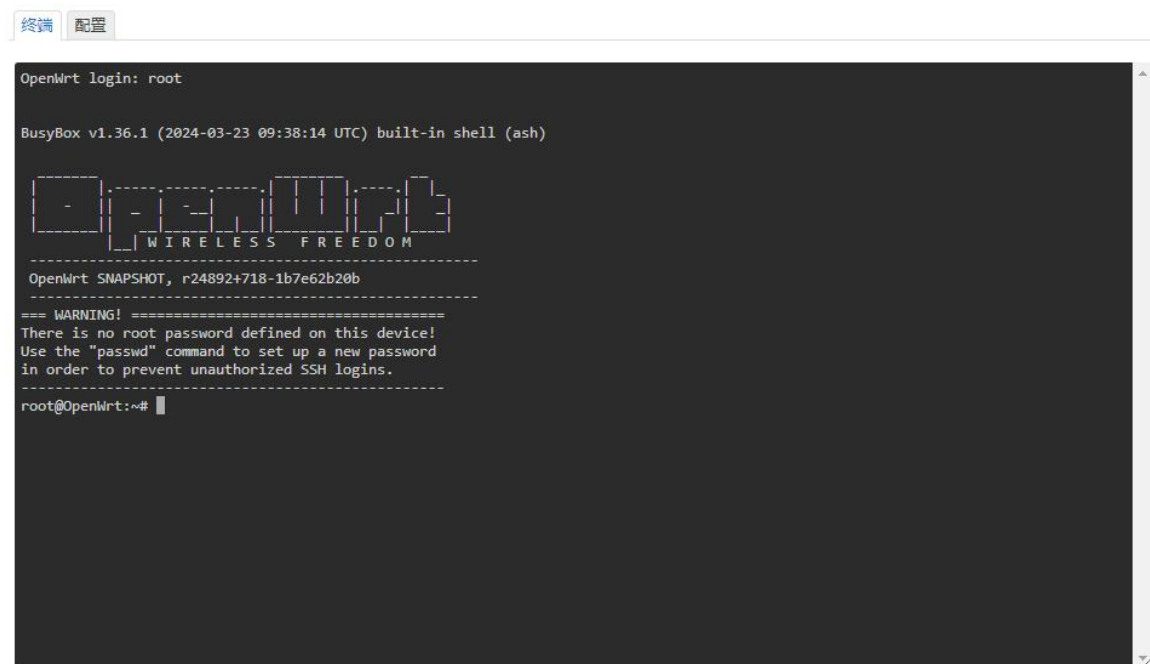 终端 配置
OpenWrt login: root
BusyBox v1.36.1 (2024-03-23 09:38:14 UTC) built-in shell (ash)
OpenWrt
W I R E L E S S   F R E E D O M
-----------------------------------------------------
OpenWrt SNAPSHOT, r24892+718-1b7e62b20b
-----------------------------------------------------
=== WARNING! =====================================
There is no root password defined on this device!
Use the "passwd" command to set up a new password
in order to prevent unauthorized SSH logins.
--------------------------------------------------
root@OpenWrt:~#